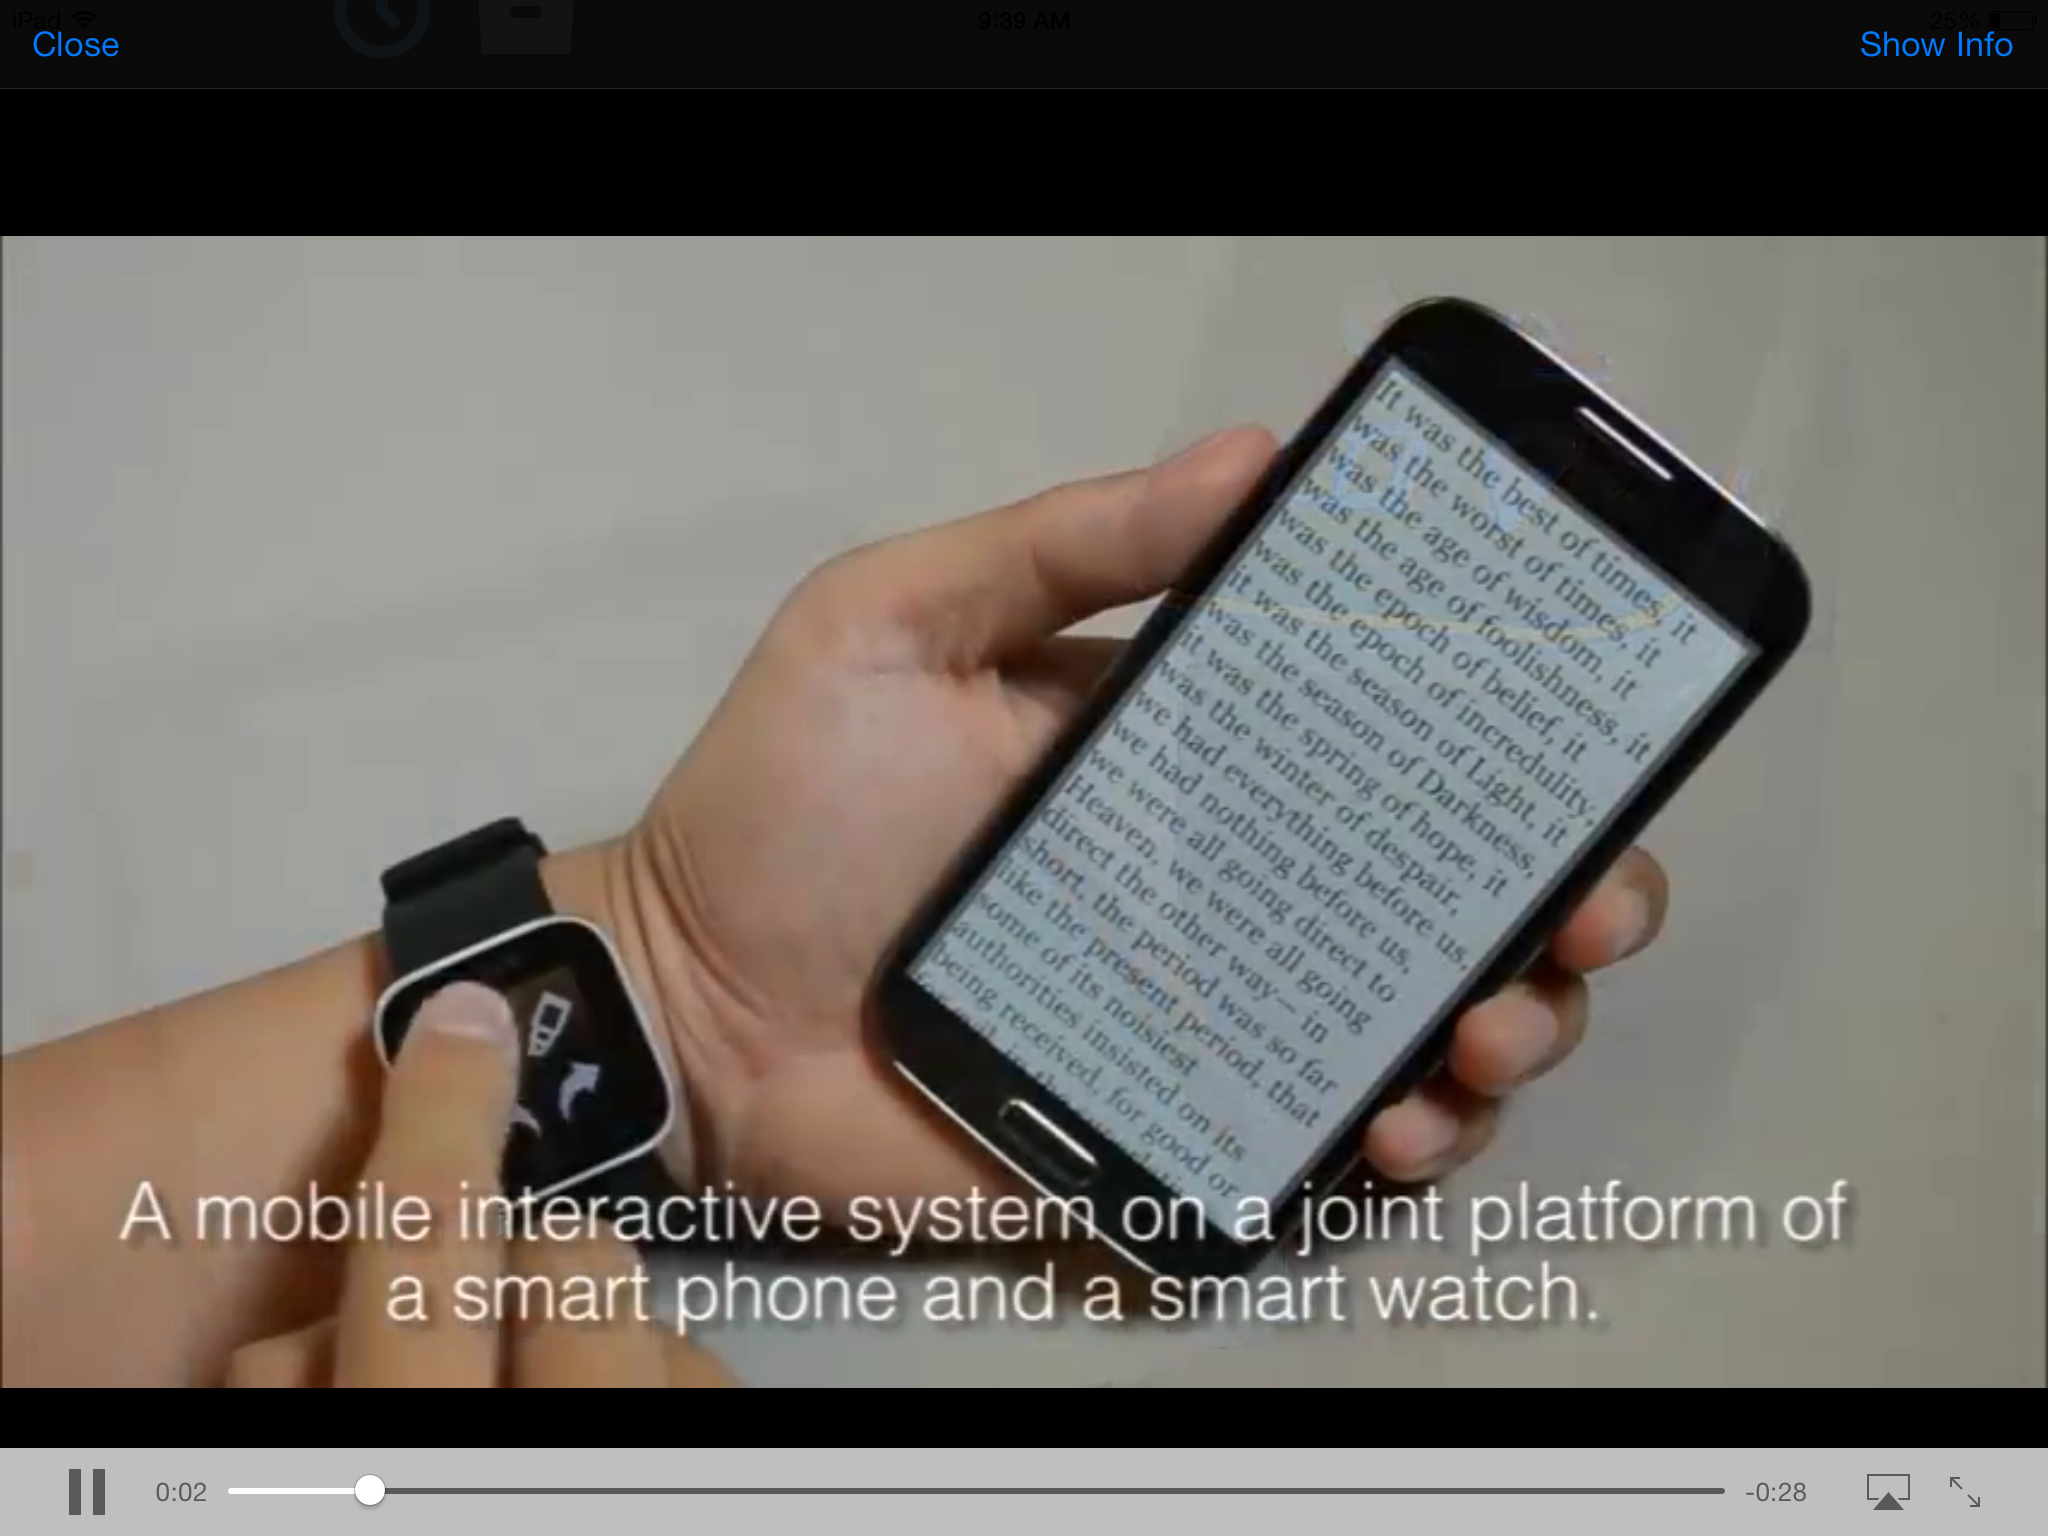 iPad 9:39 AM 25%
Close Show Info
It was the best of times, it
was the worst of times, it
was the age of wisdom, it
was the age of foolishness, it
was the epoch of belief, it
was the epoch of incredulity,
it was the season of Light, it
was the season of Darkness,
it was the spring of hope, it
was the winter of despair,
we had everything before us,
we had nothing before us,
we were all going direct to
Heaven, we were all going
direct the other way— in
short, the period was so far
like the present period, that
some of its noisiest
authorities insisted on its
being received, for good or
A mobile interactive system on a joint platform of
a smart phone and a smart watch.
0:02 -0:28